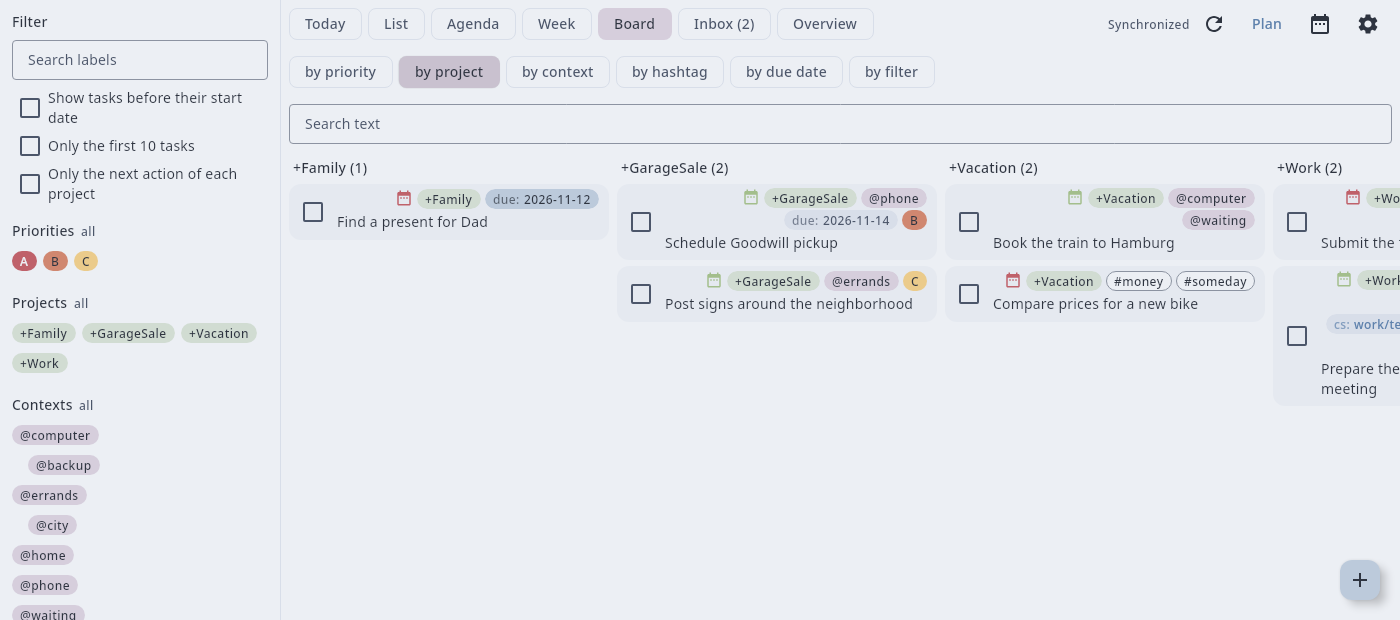 Filter
Search labels
Show tasks before their start
date
Only the first 10 tasks
Only the next action of each
project
Priorities all
A B C
Projects all
+Family +GarageSale +Vacation
+Work
Contexts all
@computer
@backup
@errands
@city
@home
@phone
@waiting
Today List Agenda Week Board Inbox (2) Overview
Synchronized Plan
by priority by project by context by hashtag by due date by filter
Search text
+Family (1)
+Family due: 2026-11-12
Find a present for Dad
+GarageSale (2)
+GarageSale @phone
due: 2026-11-14 B
Schedule Goodwill pickup
+GarageSale @errands C
Post signs around the neighborhood
+Vacation (2)
+Vacation @computer
@waiting
Book the train to Hamburg
+Vacation #money #someday
Compare prices for a new bike
+Work (2)
+Wo
Submit the
+Work
cs: work/te
Prepare the
meeting